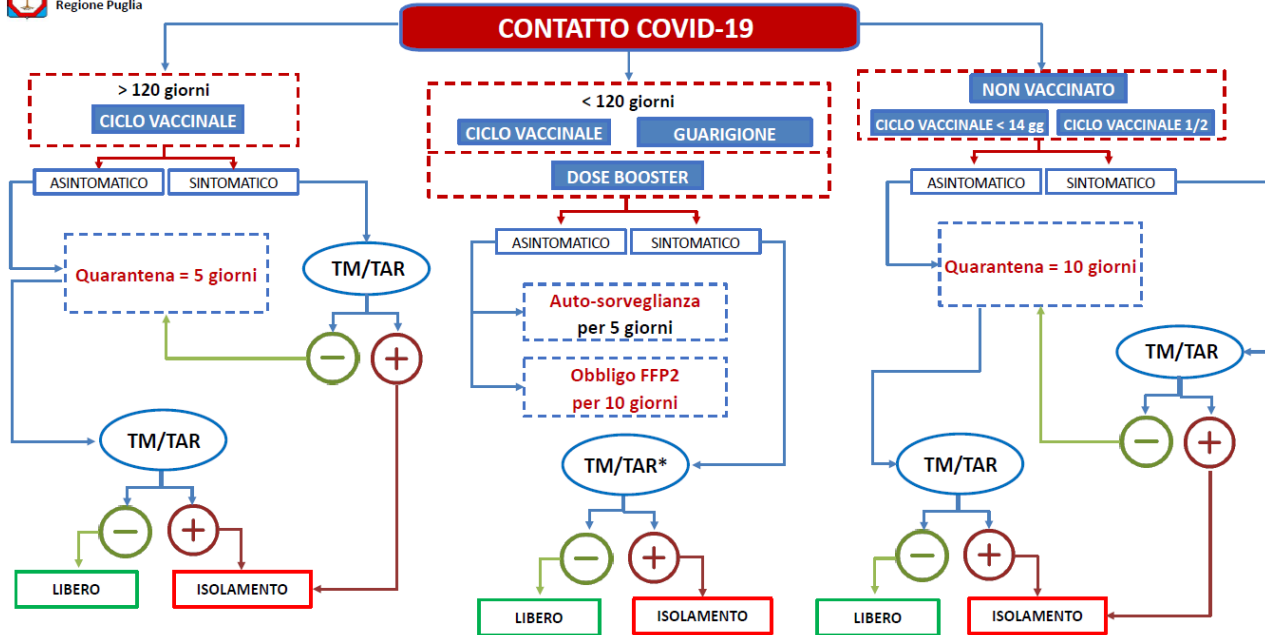 Regione Puglia
CONTATTO COVID-19
> 120 giorni
CICLO VACCINALE
ASINTOMATICO
SINTOMATICO
Quarantena = 5 giorni
TM/TAR
−
+
TM/TAR
−
+
LIBERO
ISOLAMENTO
< 120 giorni
CICLO VACCINALE
GUARIGIONE
DOSE BOOSTER
ASINTOMATICO
SINTOMATICO
Auto-sorveglianza
per 5 giorni
Obbligo FFP2
per 10 giorni
TM/TAR*
−
+
LIBERO
ISOLAMENTO
NON VACCINATO
CICLO VACCINALE < 14 gg
CICLO VACCINALE 1/2
ASINTOMATICO
SINTOMATICO
Quarantena = 10 giorni
TM/TAR
−
+
TM/TAR
−
+
LIBERO
ISOLAMENTO